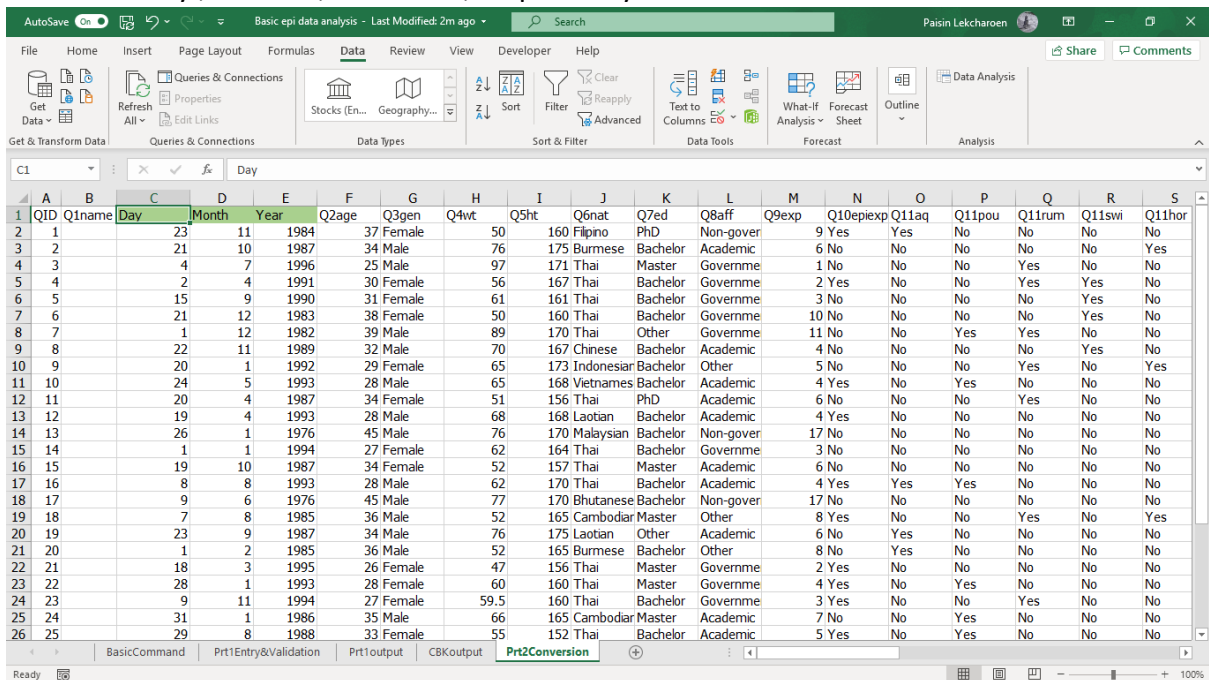 AutoSave On Basic epi data analysis - Last Modified: 2m ago Search Paisin Lekcharoen
File Home Insert Page Layout Formulas Data Review View Developer Help Share Comments
Get Data Refresh All Queries & Connections Properties Edit Links Stocks (En... Geography... Sort Filter Clear Reapply Advanced Text to Columns What-If Analysis Forecast Sheet Outline Data Analysis
Get & Transform Data Queries & Connections Data Types Sort & Filter Data Tools Forecast Analysis
C1 fx Day
A B C D E F G H I J K L M N O P Q R S
1 QID Q1name Day Month Year Q2age Q3gen Q4wt Q5ht Q6nat Q7ed Q8aff Q9exp Q10epiexp Q11aq Q11pou Q11rum Q11swi Q11hor
2 1 23 11 1984 37 Female 50 160 Filipino PhD Non-gover 9 Yes Yes No No No No
3 2 21 10 1987 34 Male 76 175 Burmese Bachelor Academic 6 No No No No No Yes
4 3 4 7 1996 25 Male 97 171 Thai Master Governme 1 No No No Yes No No
5 4 2 4 1991 30 Female 56 167 Thai Bachelor Governme 2 Yes No No Yes Yes No
6 5 15 9 1990 31 Female 61 161 Thai Bachelor Governme 3 No No No No Yes No
7 6 21 12 1983 38 Female 50 160 Thai Bachelor Governme 10 No No No No Yes No
8 7 1 12 1982 39 Male 89 170 Thai Other Governme 11 No No Yes Yes No No
9 8 22 11 1989 32 Male 70 167 Chinese Bachelor Academic 4 No No No No Yes No
10 9 20 1 1992 29 Female 65 173 Indonesian Bachelor Other 5 No No No Yes No Yes
11 10 24 5 1993 28 Male 65 168 Vietnames Bachelor Academic 4 Yes No Yes No No No
12 11 20 4 1987 34 Female 51 156 Thai PhD Academic 6 No No No Yes No No
13 12 19 4 1993 28 Male 68 168 Laotian Bachelor Academic 4 Yes No No No No No
14 13 26 1 1976 45 Male 76 170 Malaysian Bachelor Non-gover 17 No No No No No No
15 14 1 1 1994 27 Female 62 164 Thai Bachelor Governme 3 No No No No No No
16 15 19 10 1987 34 Female 52 157 Thai Master Academic 6 No No No No No No
17 16 8 8 1993 28 Male 62 170 Thai Bachelor Academic 4 Yes Yes Yes No No No
18 17 9 6 1976 45 Male 77 170 Bhutanese Bachelor Non-gover 17 No No No No No No
19 18 7 8 1985 36 Male 52 165 Cambodian Master Other 8 Yes No No Yes No Yes
20 19 23 9 1987 34 Male 76 175 Laotian Other Academic 6 No Yes No No No No
21 20 1 2 1985 36 Male 52 165 Burmese Bachelor Other 8 No Yes No No No No
22 21 18 3 1995 26 Female 47 156 Thai Master Governme 2 Yes No No No No No
23 22 28 1 1993 28 Female 60 160 Thai Master Governme 4 Yes No Yes No No No
24 23 9 11 1994 27 Female 59.5 160 Thai Bachelor Governme 3 Yes No No Yes No No
25 24 31 1 1986 35 Male 66 165 Cambodian Master Academic 7 No No Yes No No No
26 25 29 8 1988 33 Female 55 152 Thai Bachelor Academic 5 Yes No Yes No No No
BasicCommand Prt1Entry&Validation Prt1output CBKoutput Prt2Conversion
Ready 100%